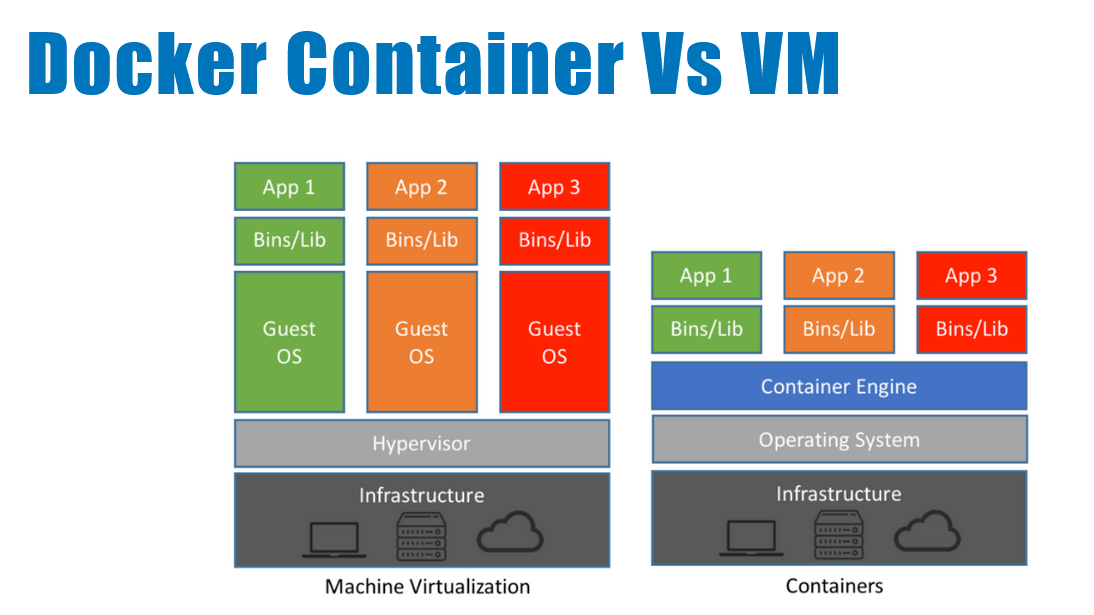 Docker Container Vs VM
App 1
App 2
App 3
Bins/Lib
Bins/Lib
Bins/Lib
Guest
OS
Guest
OS
Guest
OS
Hypervisor
Infrastructure
Machine Virtualization
App 1
App 2
App 3
Bins/Lib
Bins/Lib
Bins/Lib
Container Engine
Operating System
Infrastructure
Containers